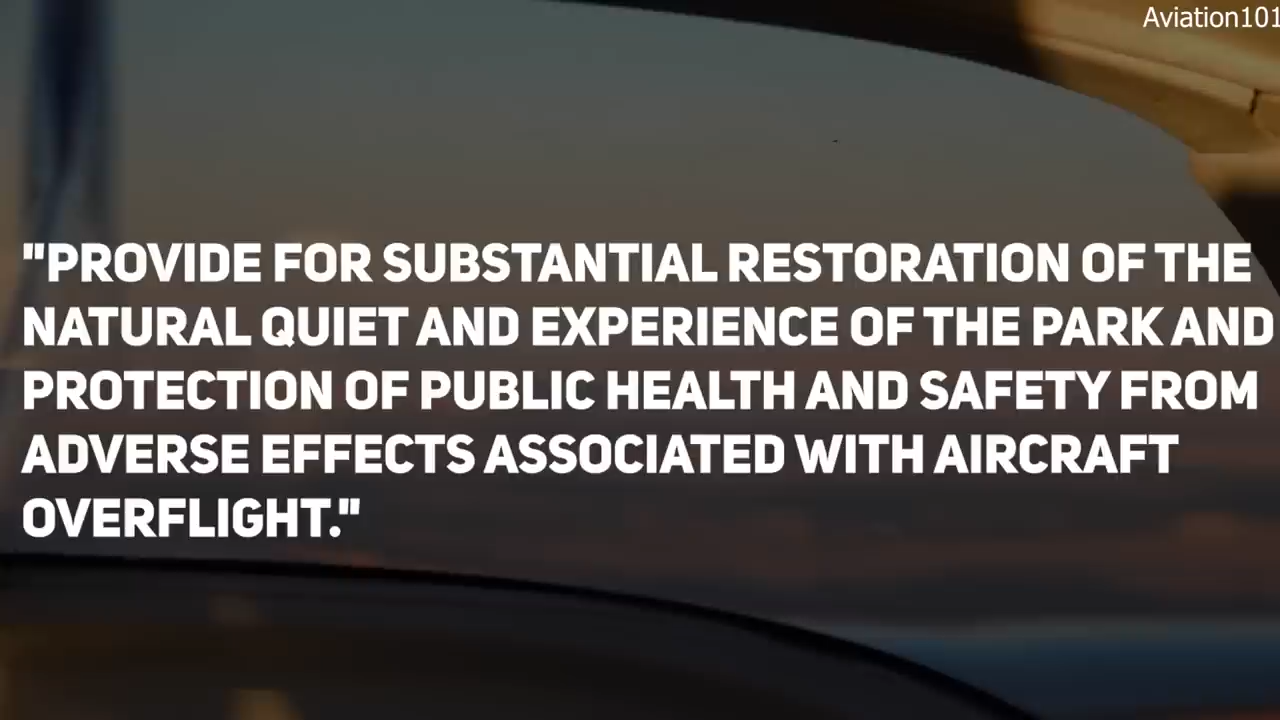 Aviation101
"PROVIDE FOR SUBSTANTIAL RESTORATION OF THE
NATURAL QUIET AND EXPERIENCE OF THE PARK AND
PROTECTION OF PUBLIC HEALTH AND SAFETY FROM
ADVERSE EFFECTS ASSOCIATED WITH AIRCRAFT
OVERFLIGHT."